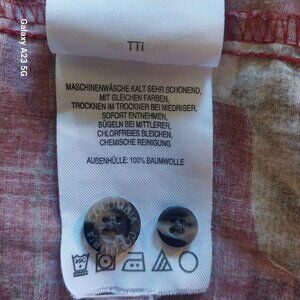 Galaxy A23 5G
TTI
MASCHINENWÄSCHE KALT SEHR SCHONEND,
MIT GLEICHEN FARBEN,
TROCKNEN IM TROCKNER BEI NIEDRIGER,
SOFORT ENTNEHMEN,
BÜGELN BEI MITTLERER,
CHLORFREIES BLEICHEN,
CHEMISCHE REINIGUNG
AUßENHÜLLE: 100% BAUMWOLLE
COLUMBIA